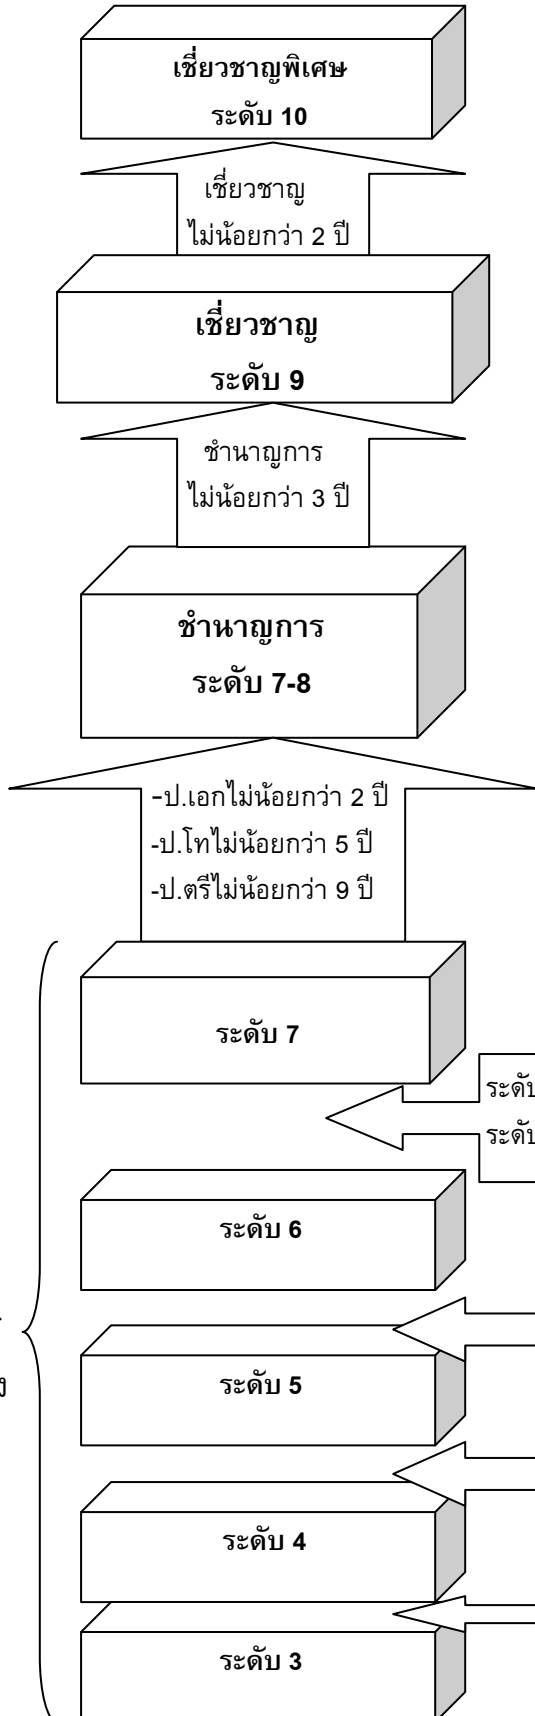 เชี่ยวชาญพิเศษ
ระดับ 10
เชี่ยวชาญ
ไม่น้อยกว่า 2 ปี
เชี่ยวชาญ
ระดับ 9
ชำนาญการ
ไม่น้อยกว่า 3 ปี
ชำนาญการ
ระดับ 7-8
-ป.เอกไม่น้อยกว่า 2 ปี
-ป.โทไม่น้อยกว่า 5 ปี
-ป.ตรีไม่น้อยกว่า 9 ปี
ระดับ 7
ระดับ
ระดับ
ระดับ 6
ระดับ 5
ระดับ 4
ระดับ 3